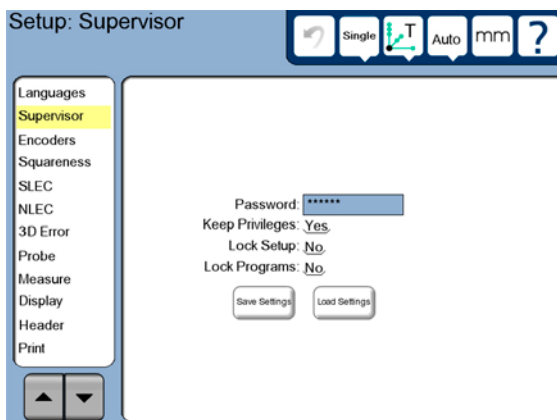 Setup: Supervisor
Single
T
Auto
mm
?
Languages
Supervisor
Encoders
Squareness
SLEC
NLEC
3D Error
Probe
Measure
Display
Header
Print
Password: ******
Keep Privileges: Yes
Lock Setup: No
Lock Programs: No
Save Settings Load Settings